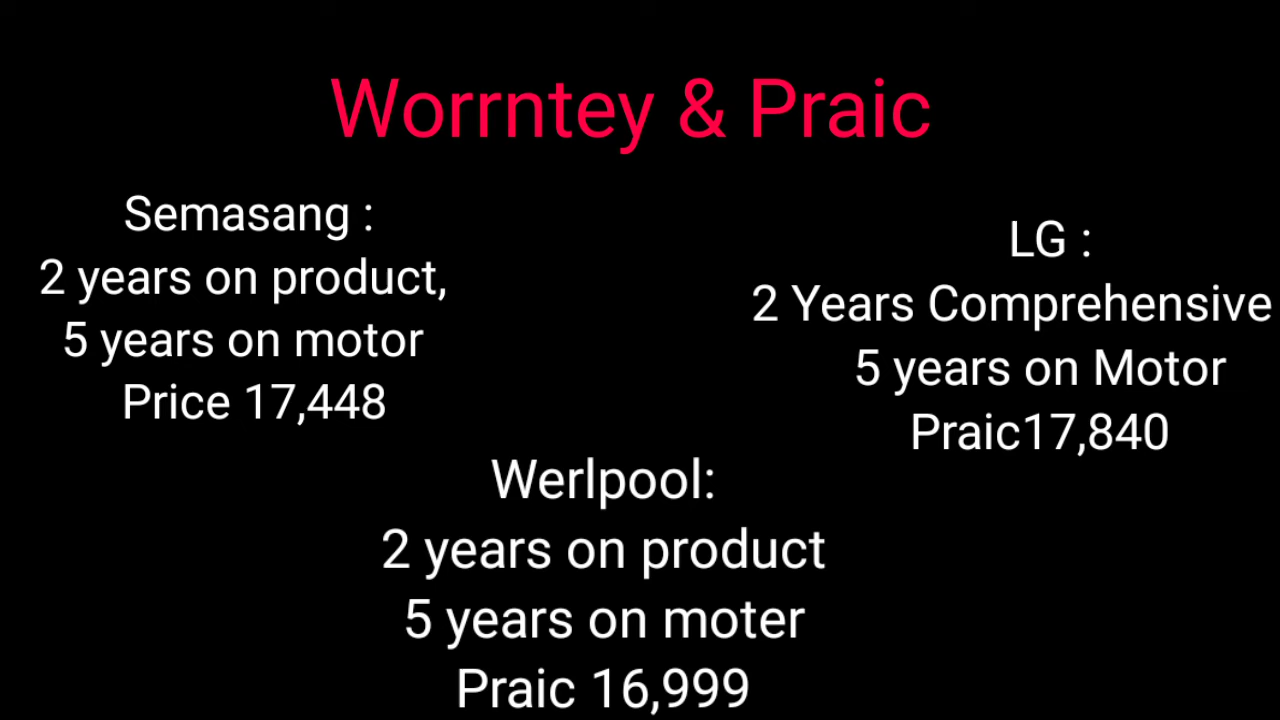 Worrntey & Praic
Semasang :
2 years on product,
5 years on motor
Price 17,448
LG :
2 Years Comprehensive
5 years on Motor
Praic17,840
Werlpool:
2 years on product
5 years on moter
Praic 16,999